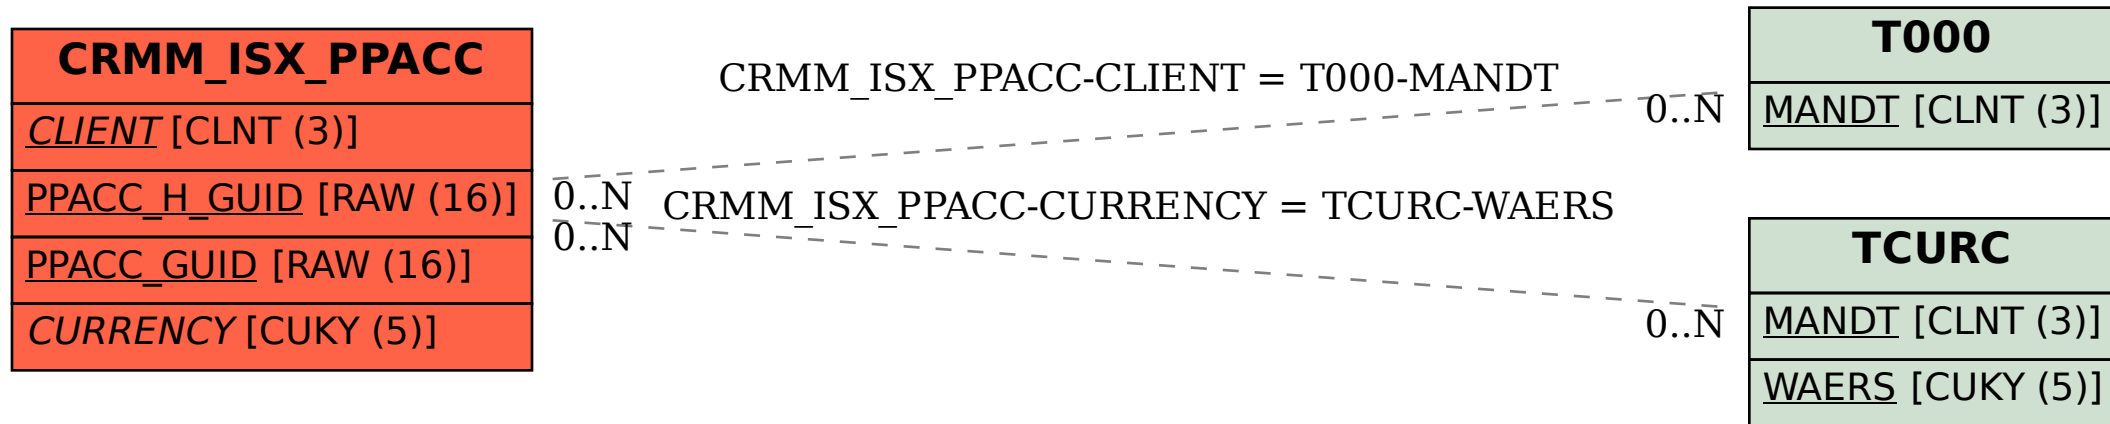 CRMM_ISX_PPACC
CLIENT [CLNT (3)]
PPACC_H_GUID [RAW (16)]
PPACC_GUID [RAW (16)]
CURRENCY [CUKY (5)]
CRMM_ISX_PPACC-CLIENT = T000-MANDT
0..N
0..N
CRMM_ISX_PPACC-CURRENCY = TCURC-WAERS
0..N
0..N
T000
MANDT [CLNT (3)]
TCURC
MANDT [CLNT (3)]
WAERS [CUKY (5)]